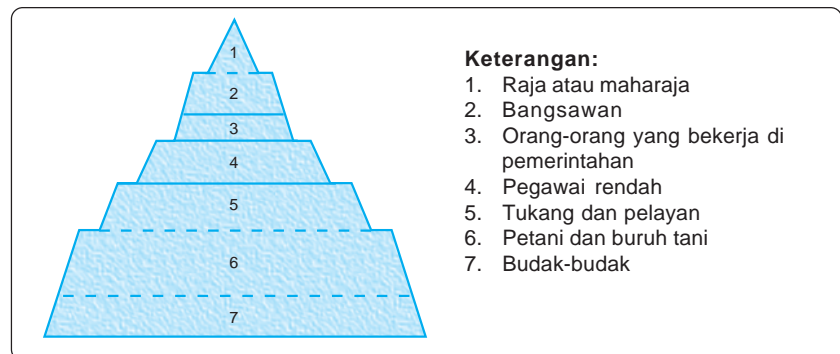 1
2
3
4
5
6
7
Keterangan:
1. Raja atau maharaja
2. Bangsawan
3. Orang-orang yang bekerja di
pemerintahan
4. Pegawai rendah
5. Tukang dan pelayan
6. Petani dan buruh tani
7. Budak-budak